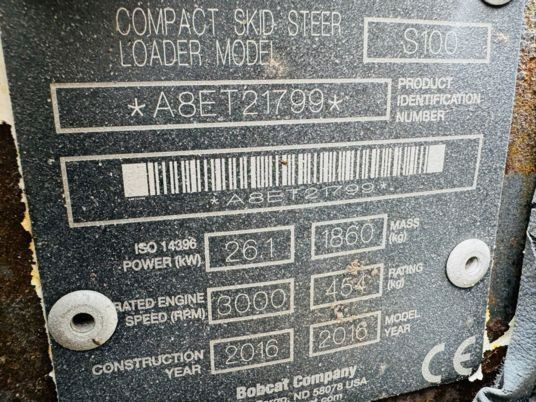 COMPACT SKID STEER
LOADER MODEL S100
*A8ET21799* PRODUCT IDENTIFICATION NUMBER
*A8ET21799*
ISO 14396 POWER (kW) 26.1 1860 MASS (kg)
RATED ENGINE SPEED (RPM) 3000 454 RATING (kg)
CONSTRUCTION YEAR 2016 2016 MODEL YEAR
Bobcat Company CE
ND 58078 USA